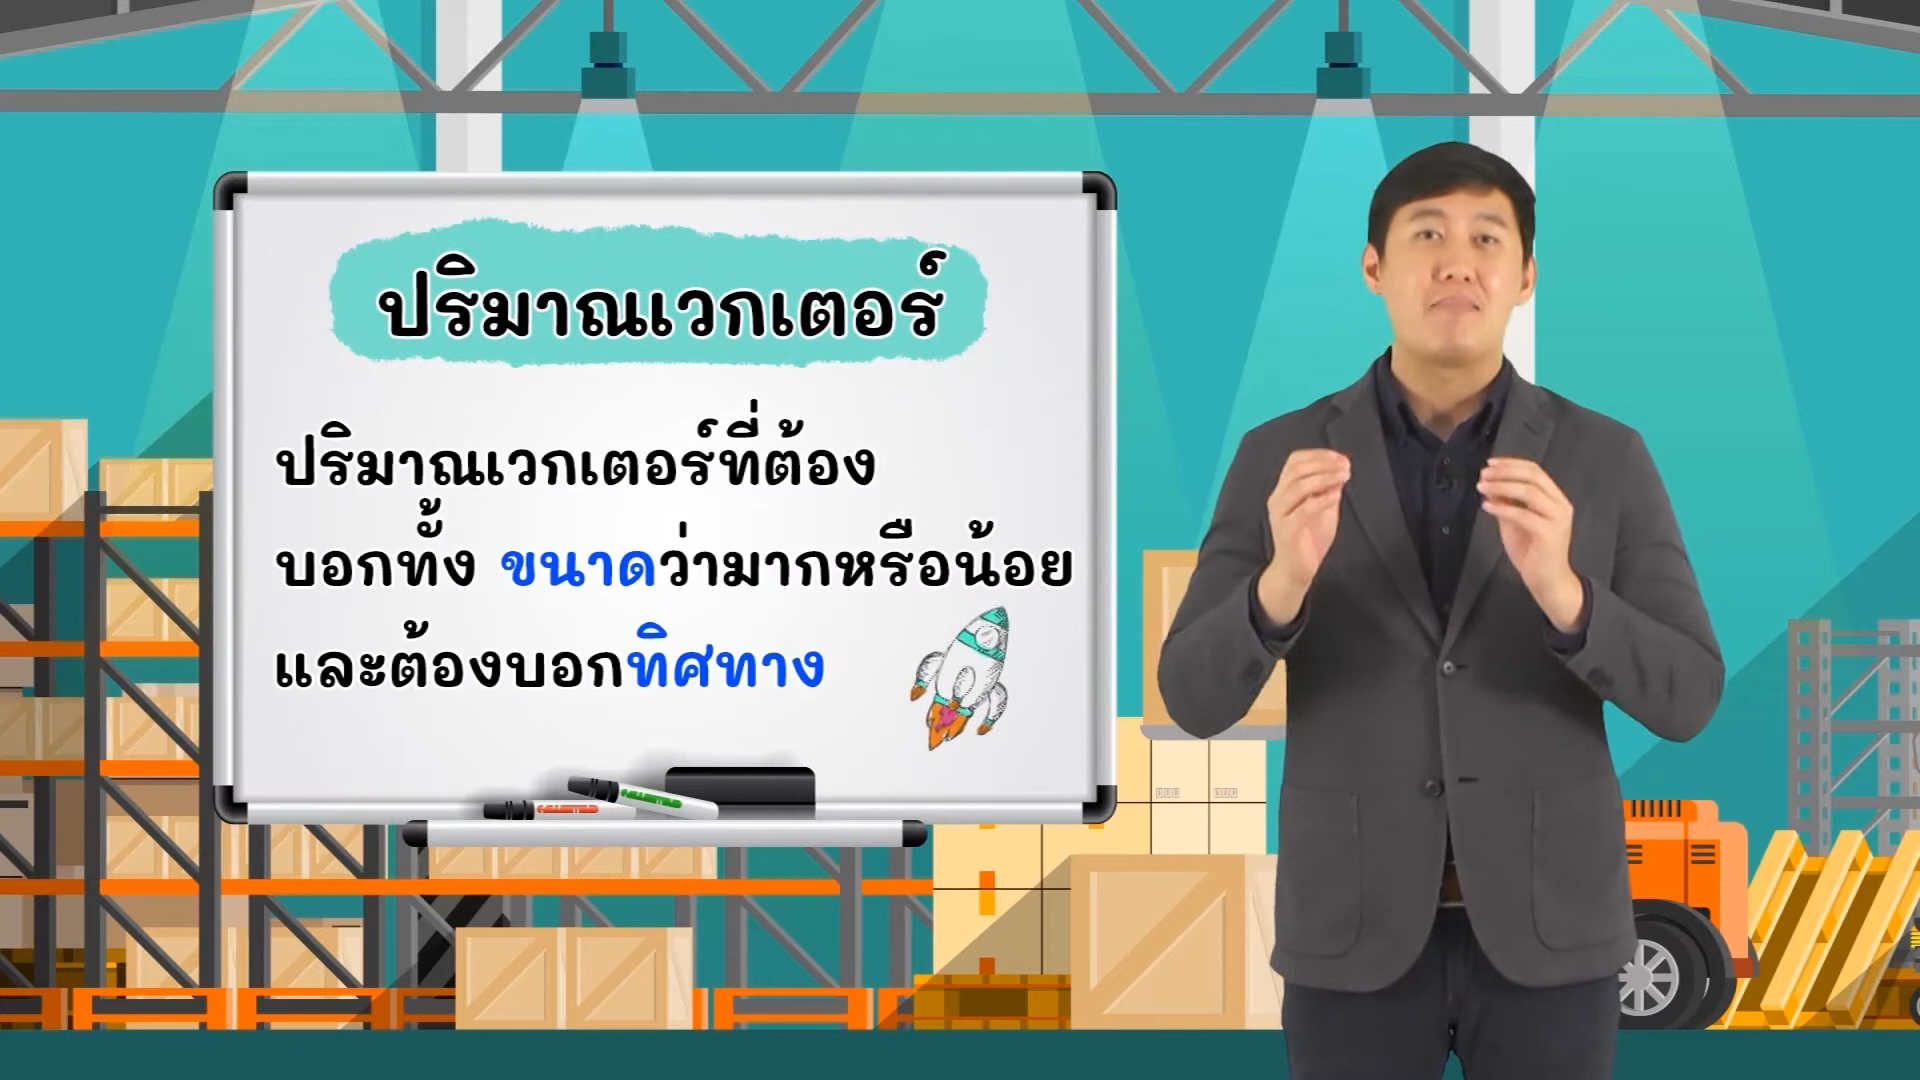 ปริมาณเวกเตอร์
ปริมาณเวกเตอร์ที่ต้อง
บอกทั้ง ขนาดว่ามากหรือน้อย
และต้องบอกทิศทาง